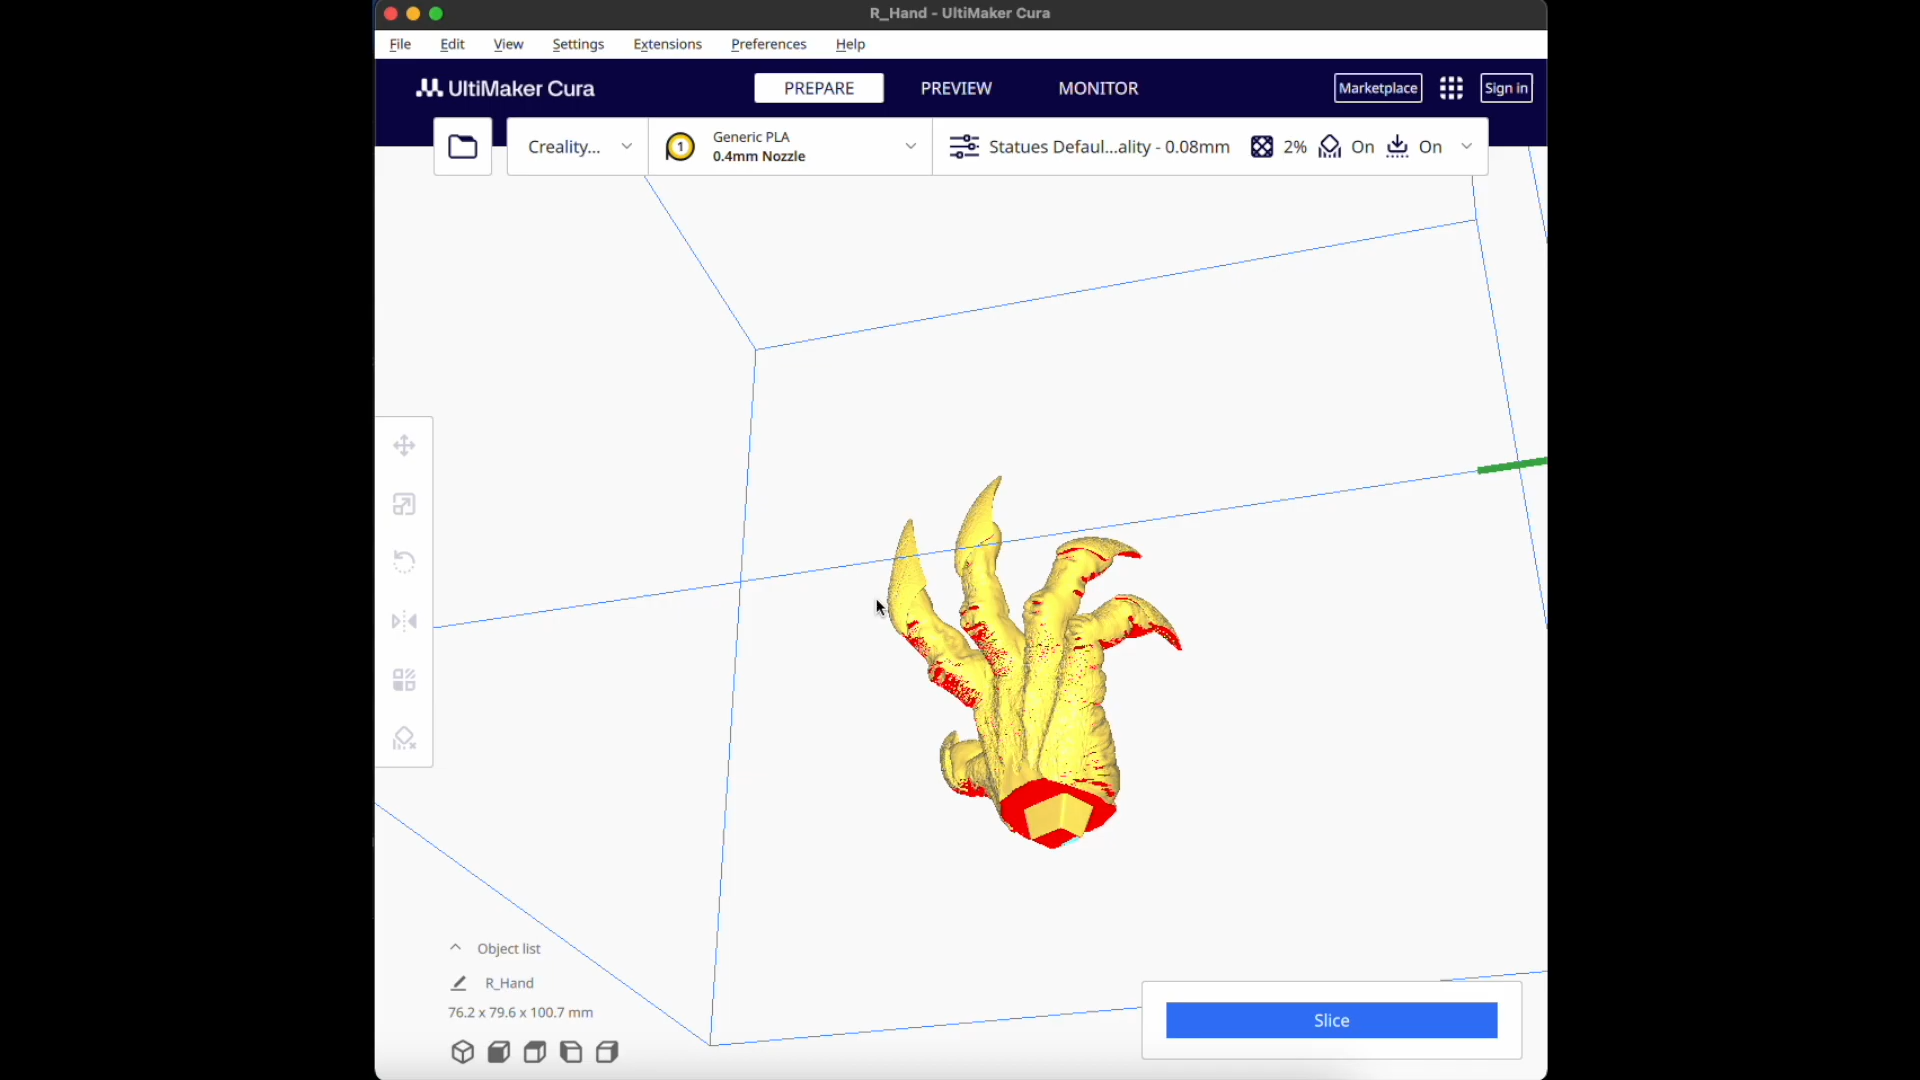 R_Hand - UltiMaker Cura
File Edit View Settings Extensions Preferences Help
UltiMaker Cura PREPARE PREVIEW MONITOR Marketplace Sign in
Creality... 1 Generic PLA
0.4mm Nozzle
Statues Defaul...ality - 0.08mm 2% On On
Object list
R_Hand
76.2 x 79.6 x 100.7 mm
Slice